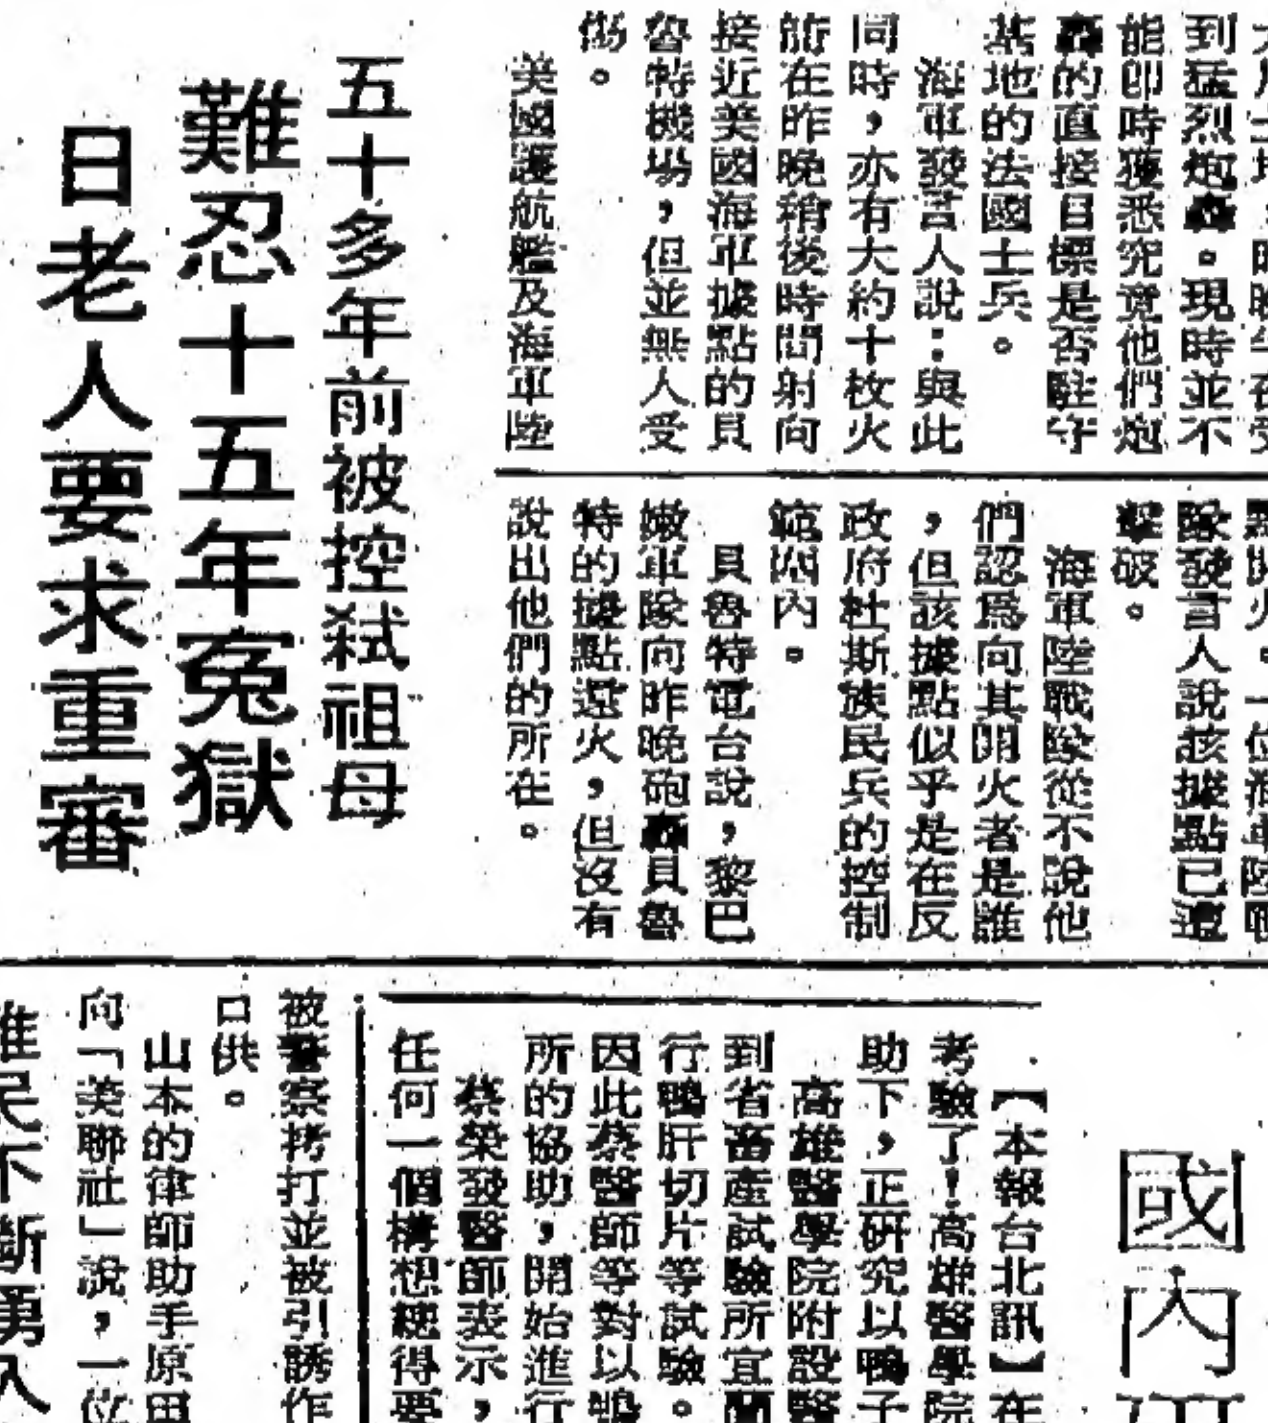 到猛烈炮轟。現時並不
能即時獲悉究竟他們炮
轟的直接目標是否駐守
基地的法國士兵。
海軍發言人說：與此
同時，亦有大約十枚火
箭在昨晚稍後時間射向
接近美國海軍據點的貝
魯特機場，但並無人受
傷。
美國護航艦及海軍陸
隊發言人說該據點已遭
擊破。
海軍陸戰隊從不說他
們認爲向其開火者是誰
，但該據點似乎是在反
政府杜斯族民兵的控制
範圍內。
貝魯特電台說，黎巴
嫩軍隊向昨晚砲轟貝魯
特的據點還火，但沒有
說出他們的所在。
五十多年前被控弒祖母
難忍十五年冤獄
日老人要求重審
國內
【本報台北訊】在
考驗了！高雄醫學院
助下，正研究以鴨子
高雄醫學院附設醫
到省畜產試驗所宜蘭
行鴨肝切片等試驗。
因此蔡醫師等對以鴨
所的協助，開始進行
蔡榮發醫師表示，
任何一個構想總得要
被警察拷打並被引誘作
口供。
山本的律師助手原田
向「美聯社」說，一位
難民不斷湧入